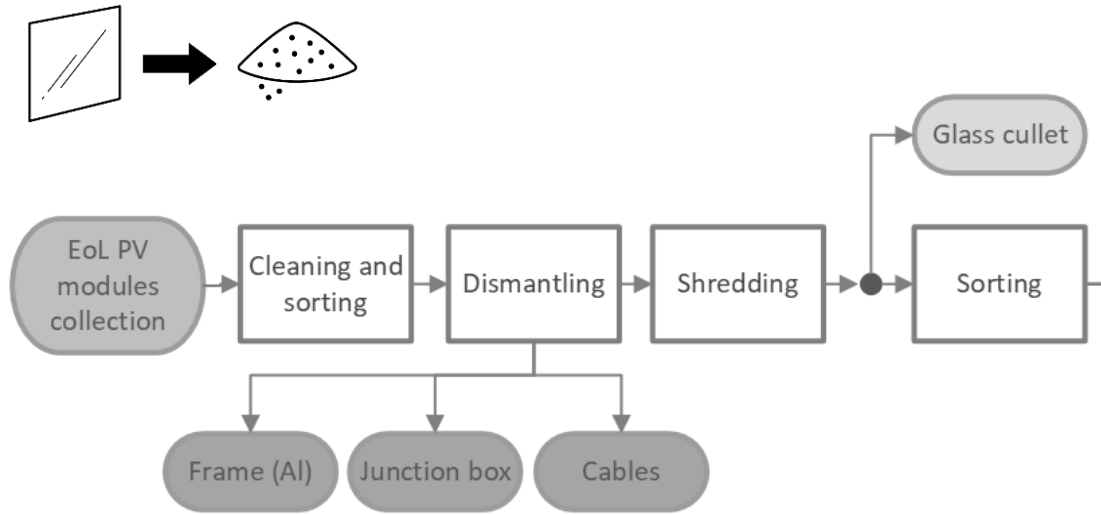 Glass cullet
EoL PV
modules
collection
Cleaning and
sorting
Dismantling
Shredding
Sorting
Frame (Al)
Junction box
Cables